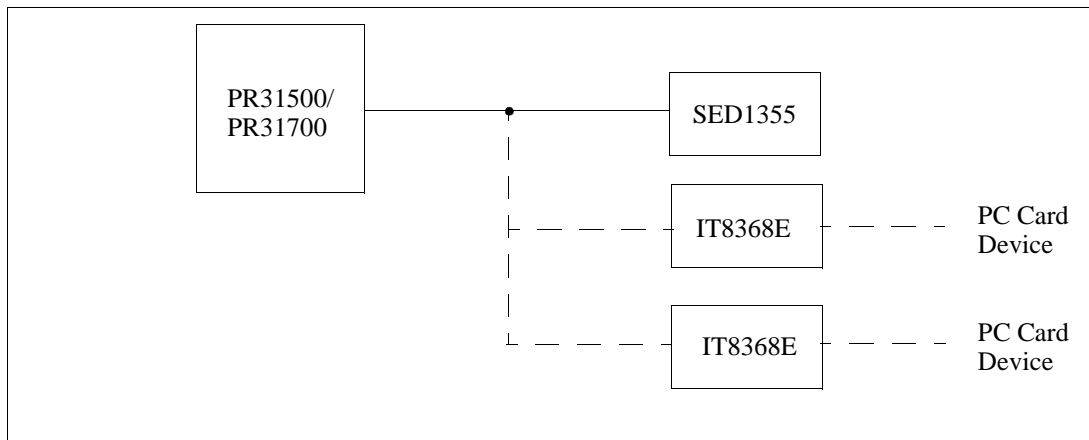 PR31500/
PR31700
SED1355
IT8368E
PC Card
Device
IT8368E
PC Card
Device